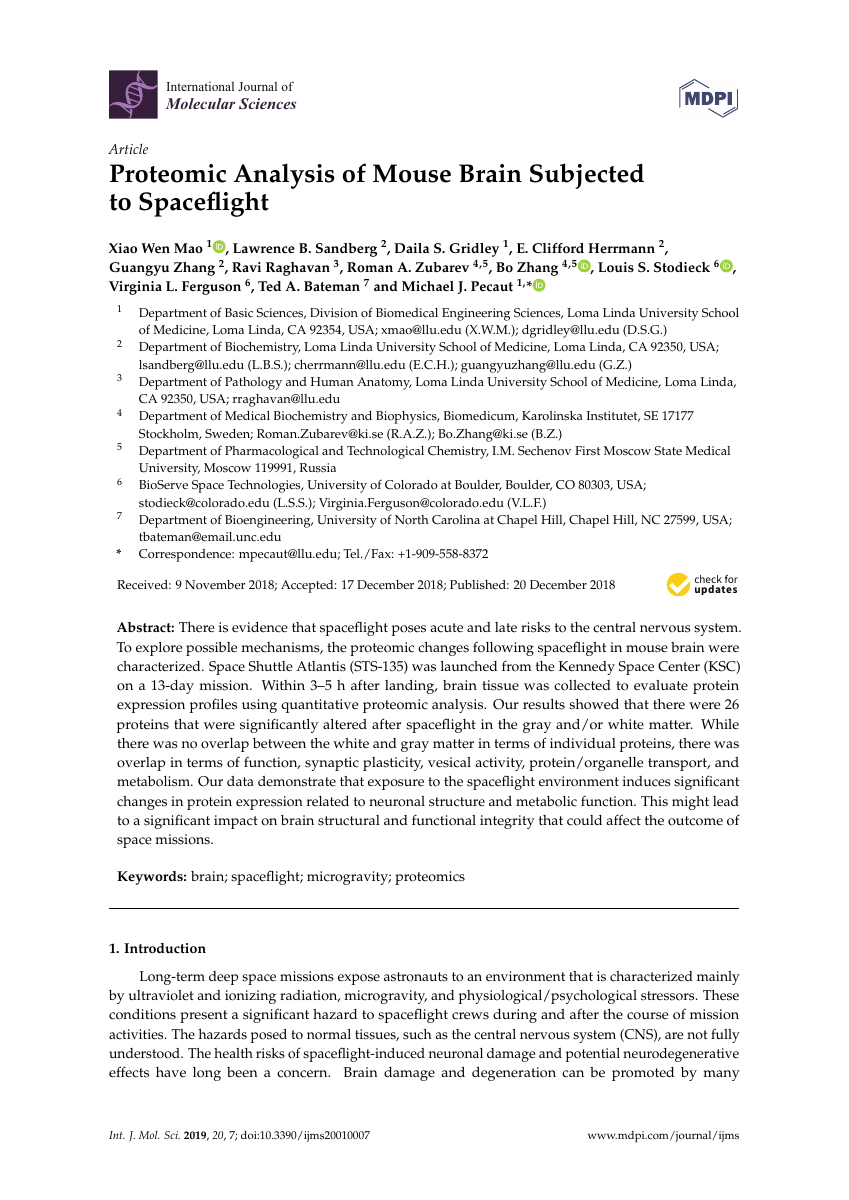 International Journal of
Molecular Sciences
MDPI
Article
Proteomic Analysis of Mouse Brain Subjected
to Spaceflight
Xiao Wen Mao 1 iD, Lawrence B. Sandberg 2, Daila S. Gridley 1, E. Clifford Herrmann 2,
Guangyu Zhang 2, Ravi Raghavan 3, Roman A. Zubarev 4,5, Bo Zhang 4,5 iD, Louis S. Stodieck 6 iD,
Virginia L. Ferguson 6, Ted A. Bateman 7 and Michael J. Pecaut 1,* iD
1 Department of Basic Sciences, Division of Biomedical Engineering Sciences, Loma Linda University School
of Medicine, Loma Linda, CA 92354, USA; xmao@llu.edu (X.W.M.); dgridley@llu.edu (D.S.G.)
2 Department of Biochemistry, Loma Linda University School of Medicine, Loma Linda, CA 92350, USA;
lsandberg@llu.edu (L.B.S.); cherrmann@llu.edu (E.C.H.); guangyuzhang@llu.edu (G.Z.)
3 Department of Pathology and Human Anatomy, Loma Linda University School of Medicine, Loma Linda,
CA 92350, USA; rraghavan@llu.edu
4 Department of Medical Biochemistry and Biophysics, Biomedicum, Karolinska Institutet, SE 17177
Stockholm, Sweden; Roman.Zubarev@ki.se (R.A.Z.); Bo.Zhang@ki.se (B.Z.)
5 Department of Pharmacological and Technological Chemistry, I.M. Sechenov First Moscow State Medical
University, Moscow 119991, Russia
6 BioServe Space Technologies, University of Colorado at Boulder, Boulder, CO 80303, USA;
stodieck@colorado.edu (L.S.S.); Virginia.Ferguson@colorado.edu (V.L.F.)
7 Department of Bioengineering, University of North Carolina at Chapel Hill, Chapel Hill, NC 27599, USA;
tbateman@email.unc.edu
* Correspondence: mpecaut@llu.edu; Tel./Fax: +1-909-558-8372
Received: 9 November 2018; Accepted: 17 December 2018; Published: 20 December 2018
check for
updates
Abstract: There is evidence that spaceflight poses acute and late risks to the central nervous system.
To explore possible mechanisms, the proteomic changes following spaceflight in mouse brain were
characterized. Space Shuttle Atlantis (STS-135) was launched from the Kennedy Space Center (KSC)
on a 13-day mission. Within 3–5 h after landing, brain tissue was collected to evaluate protein
expression profiles using quantitative proteomic analysis. Our results showed that there were 26
proteins that were significantly altered after spaceflight in the gray and/or white matter. While
there was no overlap between the white and gray matter in terms of individual proteins, there was
overlap in terms of function, synaptic plasticity, vesical activity, protein/organelle transport, and
metabolism. Our data demonstrate that exposure to the spaceflight environment induces significant
changes in protein expression related to neuronal structure and metabolic function. This might lead
to a significant impact on brain structural and functional integrity that could affect the outcome of
space missions.
Keywords: brain; spaceflight; microgravity; proteomics
1. Introduction
Long-term deep space missions expose astronauts to an environment that is characterized mainly
by ultraviolet and ionizing radiation, microgravity, and physiological/psychological stressors. These
conditions present a significant hazard to spaceflight crews during and after the course of mission
activities. The hazards posed to normal tissues, such as the central nervous system (CNS), are not fully
understood. The health risks of spaceflight-induced neuronal damage and potential neurodegenerative
effects have long been a concern. Brain damage and degeneration can be promoted by many
Int. J. Mol. Sci. 2019, 20, 7; doi:10.3390/ijms20010007
www.mdpi.com/journal/ijms